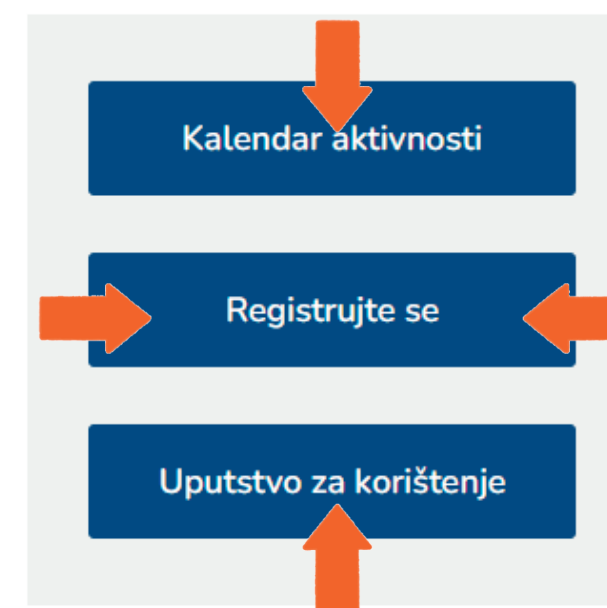 Kalendar aktivnosti
Registrujte se
Uputstvo za korištenje